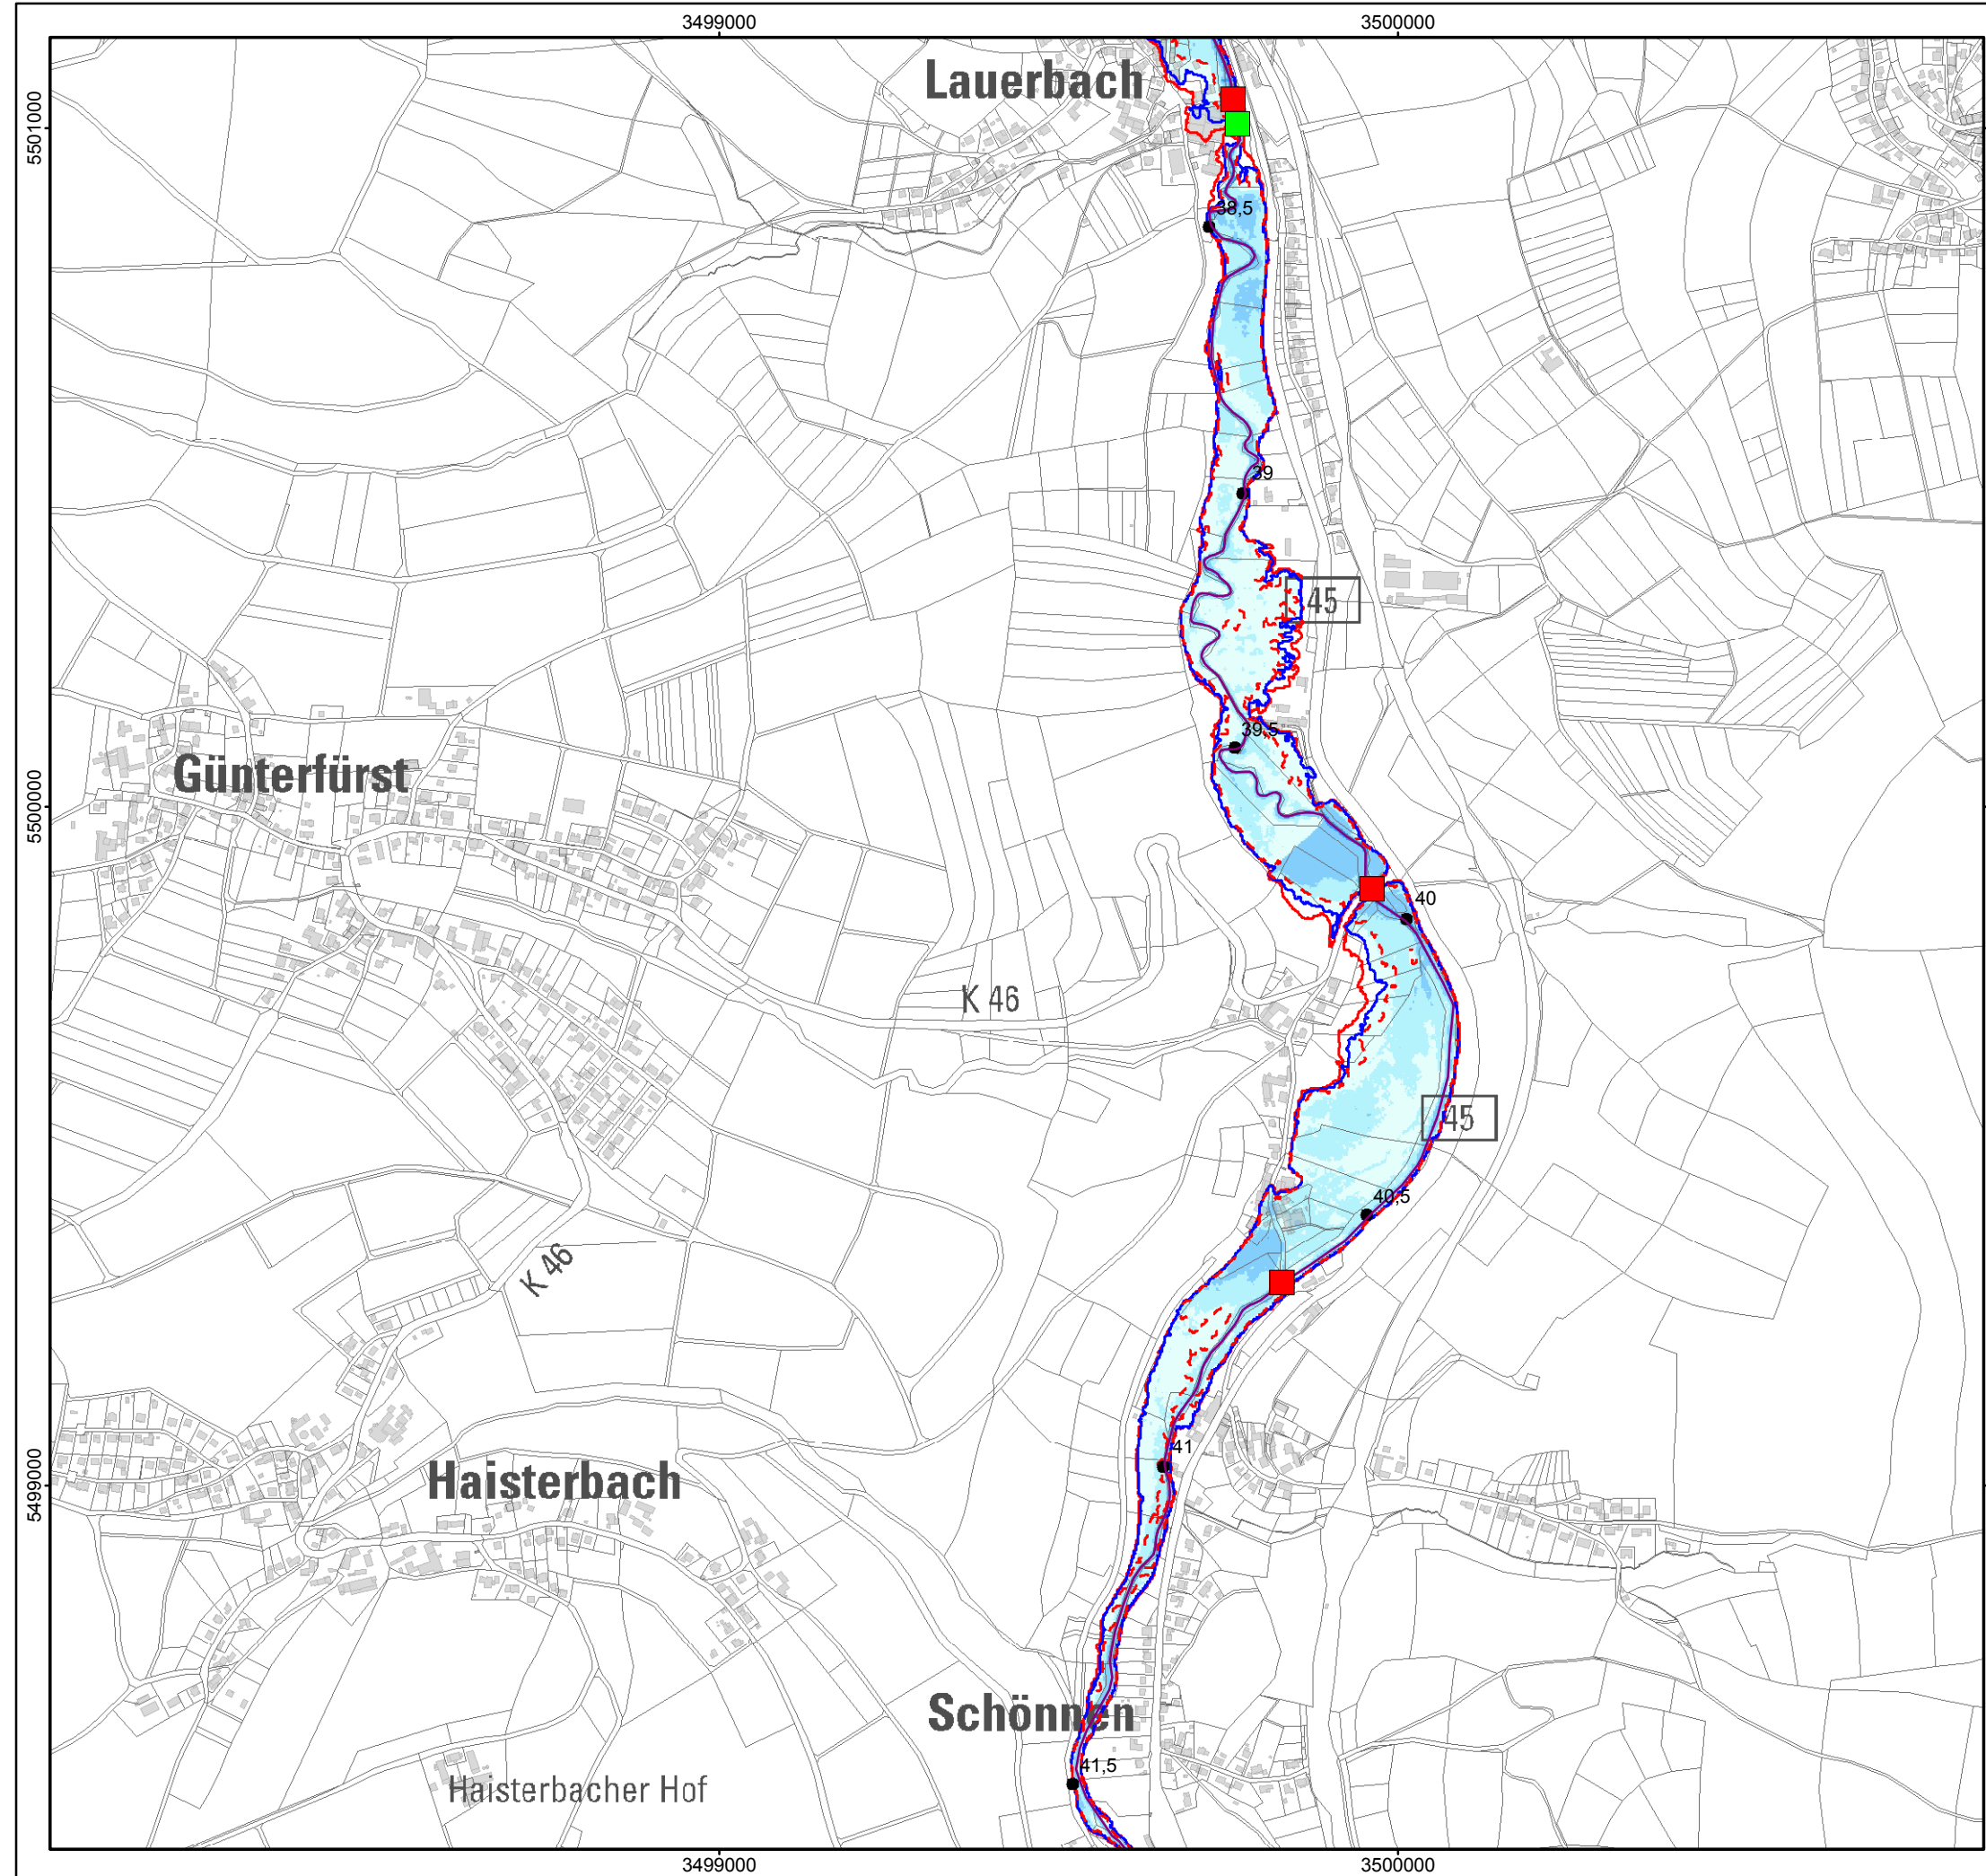 3499000
3500000
Lauerbach
5501000
38,5
39
45
39,5
Günterfürst
5500000
40
K 46
45
40,5
K 46
41
Haisterbach
5499000
Schönnen
41,5
Haisterbacher Hof
3499000
3500000